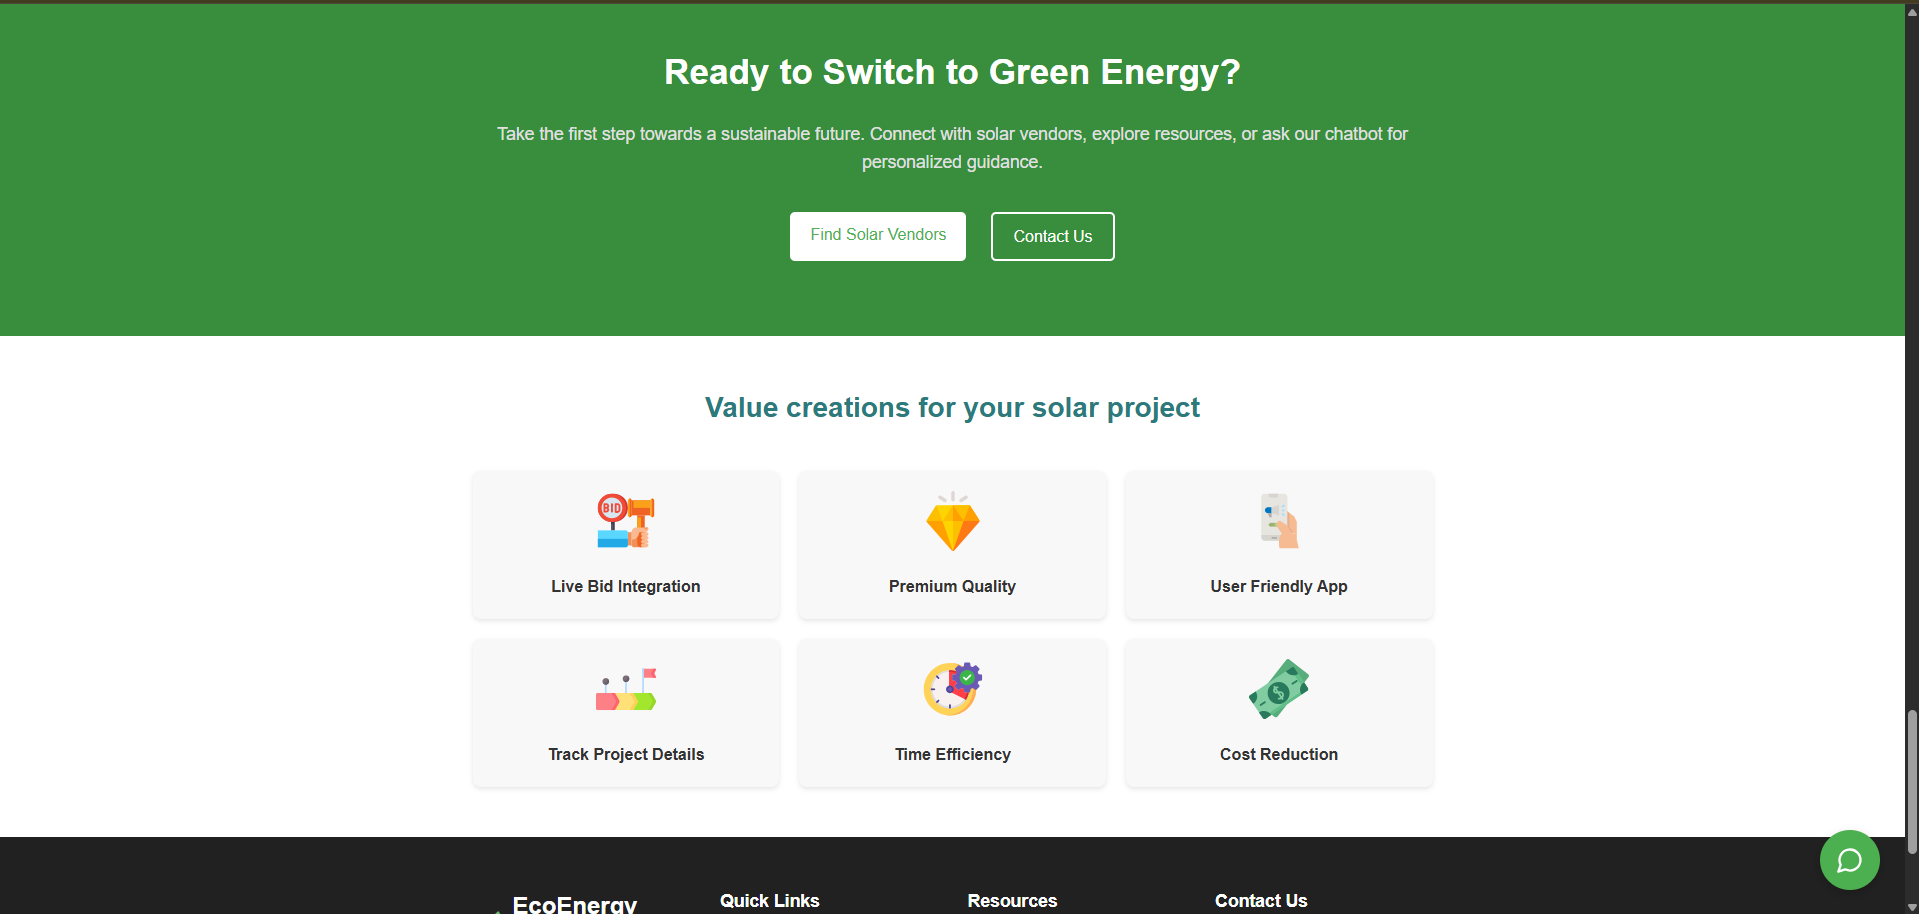 Ready to Switch to Green Energy?
Take the first step towards a sustainable future. Connect with solar vendors, explore resources, or ask our chatbot for
personalized guidance.
Find Solar Vendors
Contact Us
Value creations for your solar project
BID
Live Bid Integration
Premium Quality
User Friendly App
Track Project Details
Time Efficiency
$
Cost Reduction
EcoEnergy
Quick Links
Resources
Contact Us